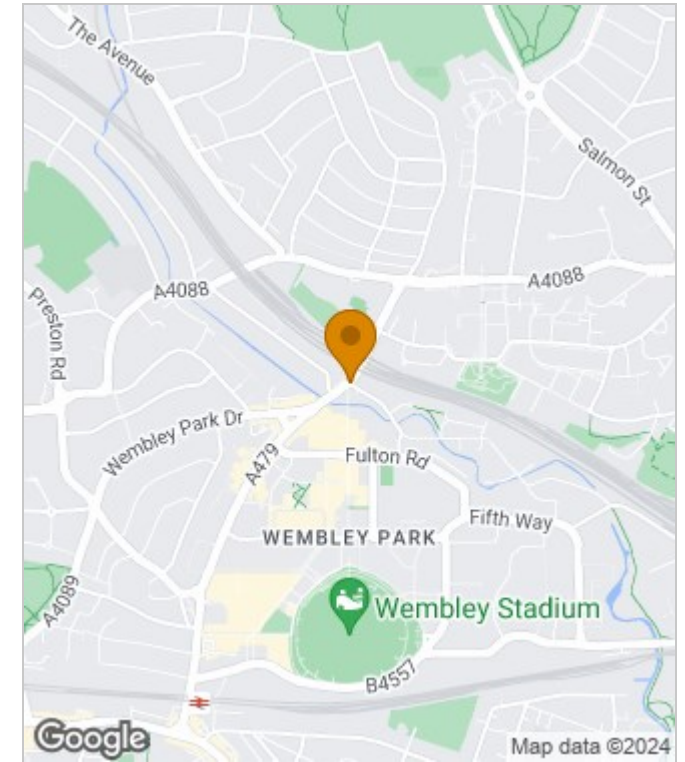 The Avenue
Salmon St
A4088
A4088
Preston Rd
Wembley Park Dr
A479
Fulton Rd
Fifth Way
WEMBLEY PARK
A4089
Wembley Stadium
B4557
Google
Map data ©2024